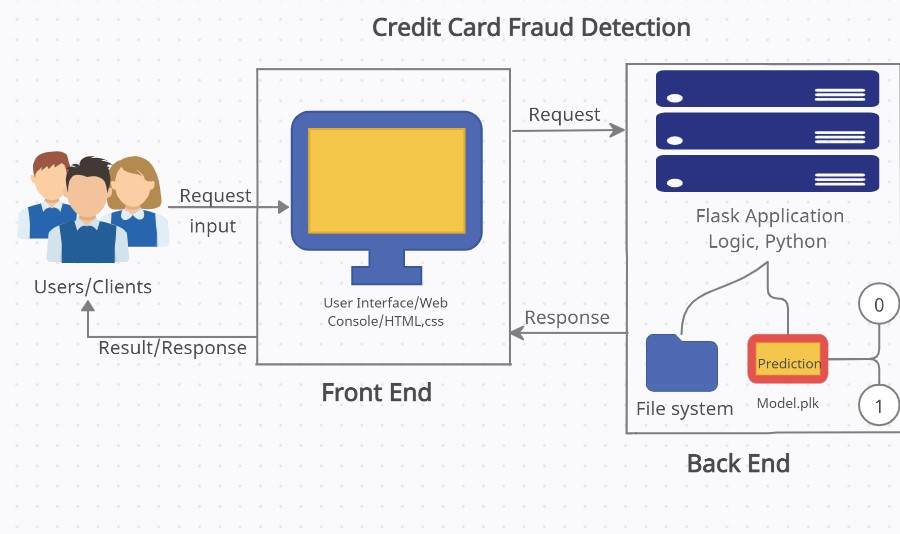 Credit Card Fraud Detection
Request
input
Users/Clients
Result/Response
User Interface/Web
Console/HTML,css
Front End
Request
Response
Flask Application
Logic, Python
File system
Prediction
Model.plk
0
1
Back End